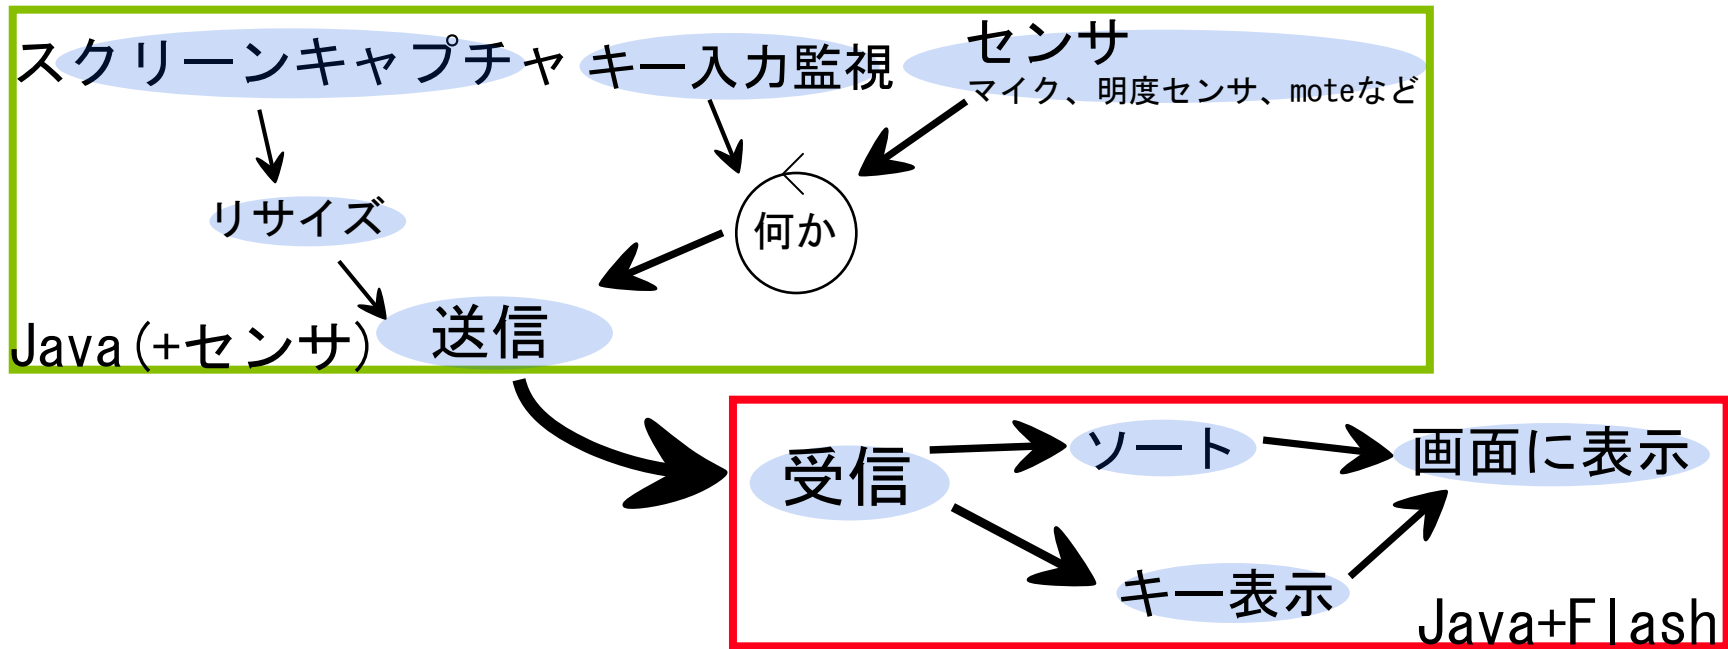 スクリーンキャプチャ
キー入力監視
センサ
マイク、明度センサ、moteなど
リサイズ
何か
送信
Java(+センサ)
受信
ソート
画面に表示
キー表示
Java+Flash